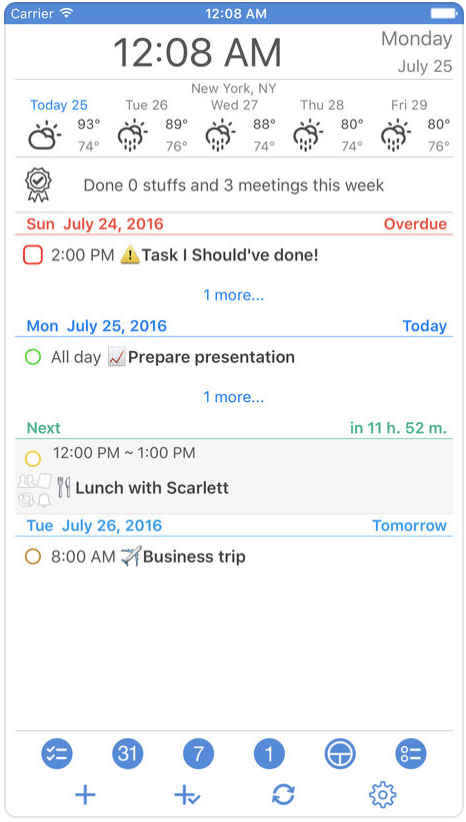 Carrier 12:08 AM
12:08 AM
Monday
July 25
New York, NY
Today 25 Tue 26 Wed 27 Thu 28 Fri 29
93° 89° 88° 80° 80°
74° 76° 74° 74° 76°
Done 0 stuffs and 3 meetings this week
Sun July 24, 2016 Overdue
2:00 PM ⚠️Task I Should've done!
1 more...
Mon July 25, 2016 Today
All day 📈Prepare presentation
1 more...
Next in 11 h. 52 m.
12:00 PM ~ 1:00 PM
🍴Lunch with Scarlett
Tue July 26, 2016 Tomorrow
8:00 AM ✈️Business trip
31 7 1